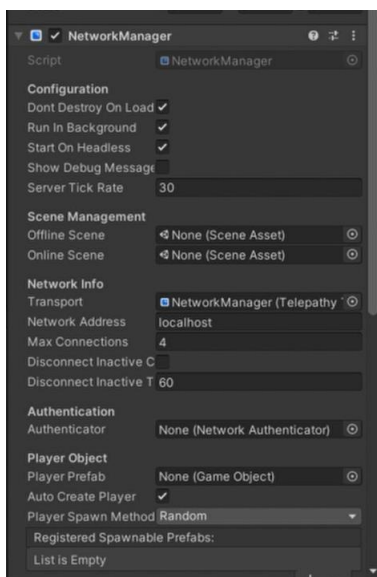 NetworkManager
Script NetworkManager
Configuration
Dont Destroy On Load
Run In Background
Start On Headless
Show Debug Message
Server Tick Rate 30
Scene Management
Offline Scene None (Scene Asset)
Online Scene None (Scene Asset)
Network Info
Transport NetworkManager (Telepathy
Network Address localhost
Max Connections 4
Disconnect Inactive C
Disconnect Inactive T 60
Authentication
Authenticator None (Network Authenticator)
Player Object
Player Prefab None (Game Object)
Auto Create Player
Player Spawn Method Random
Registered Spawnable Prefabs:
List is Empty